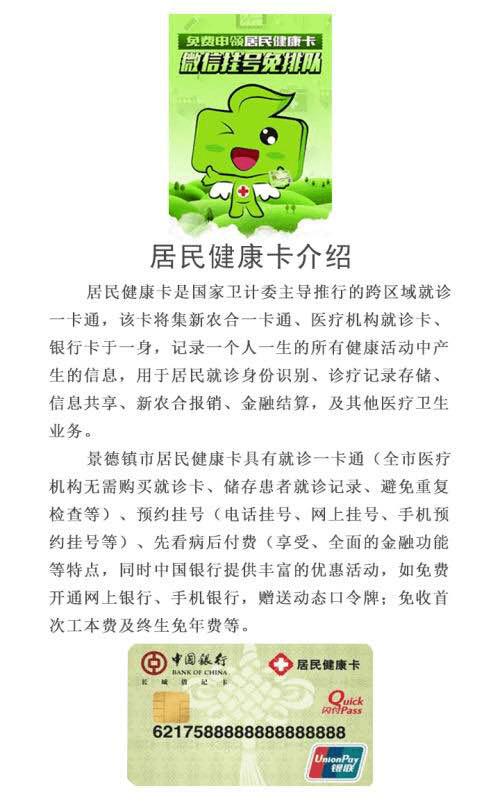 免费申领居民健康卡
微信挂号免排队
居民健康卡介绍
居民健康卡是国家卫计委主导推行的跨区域就诊
一卡通，该卡将集新农合一卡通、医疗机构就诊卡、
银行卡于一身，记录一个人一生的所有健康活动中产
生的信息，用于居民就诊身份识别、诊疗记录存储、
信息共享、新农合报销、金融结算，及其他医疗卫生
业务。
景德镇市居民健康卡具有就诊一卡通（全市医疗
机构无需购买就诊卡、储存患者就诊记录、避免重复
检查等）、预约挂号（电话挂号、网上挂号、手机预
约挂号等）、先看病后付费（享受、全面的金融功能
等特点，同时中国银行提供丰富的优惠活动，如免费
开通网上银行、手机银行，赠送动态口令牌；免收首
次工本费及终生免年费等。
中国银行 居民健康卡
BANK OF CHINA
长城借记卡
Quick
闪付Pass
6217588888888888888
UnionPay
银联